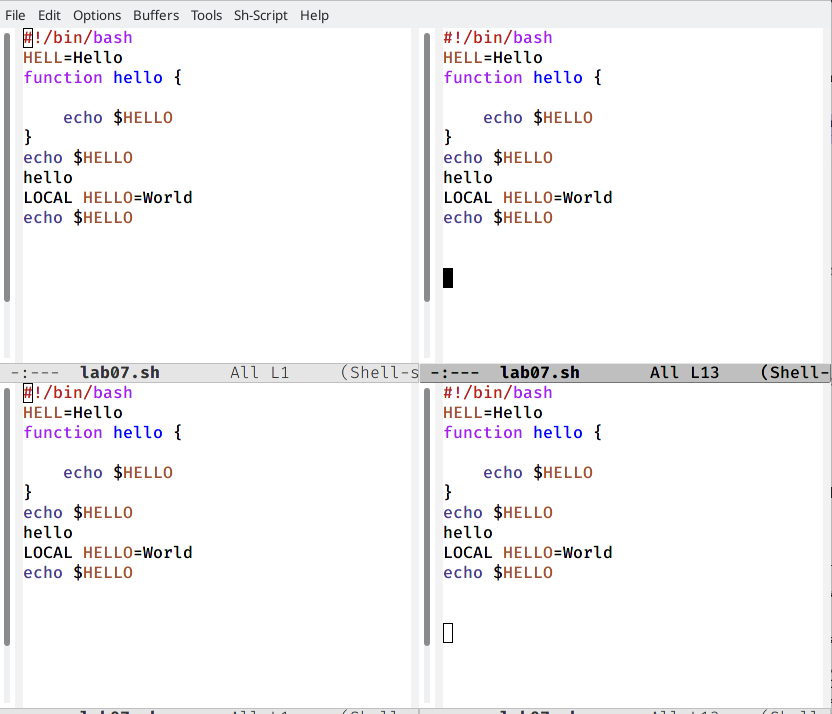 File Edit Options Buffers Tools Sh-Script Help
#!/bin/bash
HELL=Hello
function hello {
echo $HELLO
}
echo $HELLO
hello
LOCAL HELLO=World
echo $HELLO
-:--- lab07.sh All L1 (Shell-s
#!/bin/bash
HELL=Hello
function hello {
echo $HELLO
}
echo $HELLO
hello
LOCAL HELLO=World
echo $HELLO
-:--- lab07.sh All L13 (Shell-
#!/bin/bash
HELL=Hello
function hello {
echo $HELLO
}
echo $HELLO
hello
LOCAL HELLO=World
echo $HELLO
#!/bin/bash
HELL=Hello
function hello {
echo $HELLO
}
echo $HELLO
hello
LOCAL HELLO=World
echo $HELLO